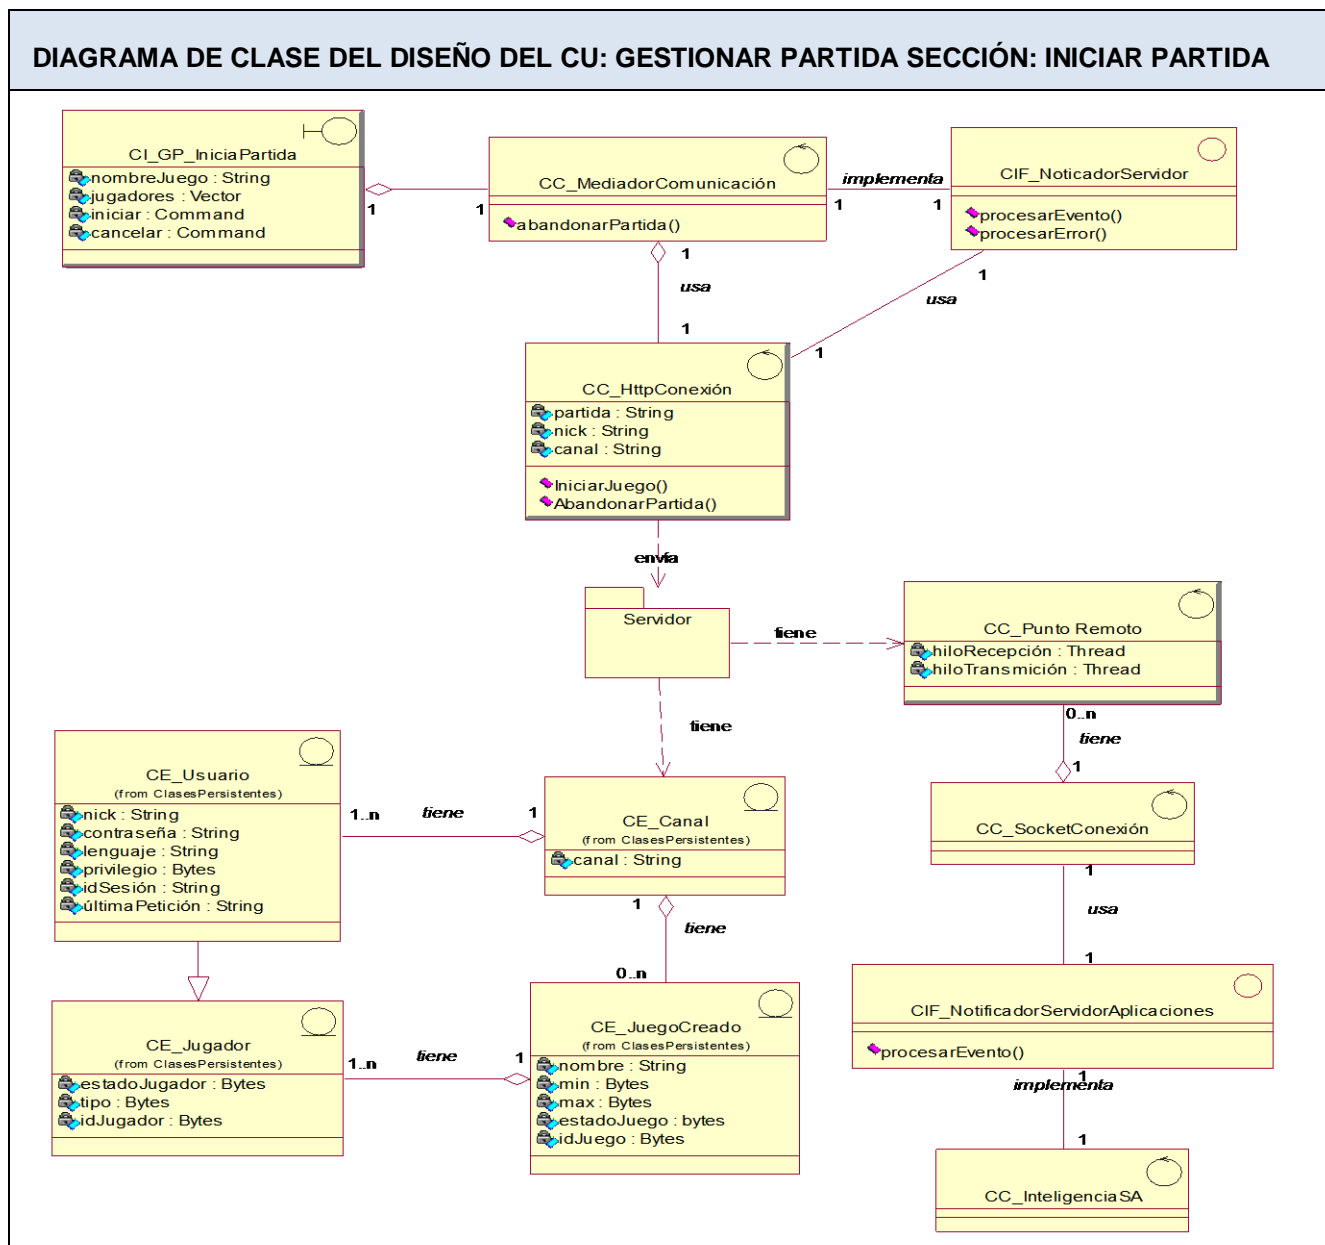 DIAGRAMA DE CLASE DEL DISEÑO DEL CU: GESTIONAR PARTIDA SECCIÓN: INICIAR PARTIDA
CI_GP_IniciaPartida
nombreJuego : String
jugadores : Vector
iniciar : Command
cancelar : Command
1
1
CC_MediadorComunicación
abandonarPartida()
implementa
1
1
CIF_NoticadorServidor
procesarEvento()
procesarError()
1
usa
1
1
usa
1
CC_HttpConexión
partida : String
nick : String
canal : String
IniciarJuego()
AbandonarPartida()
envía
Servidor
tiene
CC_Punto Remoto
hiloRecepción : Thread
hiloTransmición : Thread
0..n
tiene
1
tiene
CE_Usuario
(from ClasesPersistentes)
nick : String
contraseña : String
lenguaje : String
privilegio : Bytes
idSesión : String
últimaPetición : String
1..n
tiene
1
CE_Canal
(from ClasesPersistentes)
canal : String
1
tiene
0..n
CC_SocketConexión
1
usa
1
CIF_NotificadorServidorAplicaciones
procesarEvento()
1
implementa
1
CC_InteligenciaSA
CE_Jugador
(from ClasesPersistentes)
estadoJugador : Bytes
tipo : Bytes
idJugador : Bytes
1..n
tiene
1
CE_JuegoCreado
(from ClasesPersistentes)
nombre : String
min : Bytes
max : Bytes
estadoJuego : bytes
idJuego : Bytes